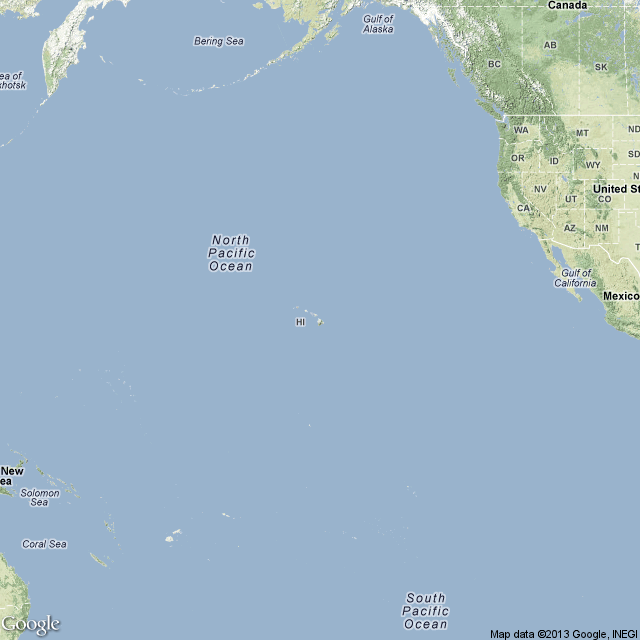 Canada
Gulf of
Alaska
Bering Sea
AB
BC
SK
ea of
khotsk
WA
MT
ND
OR
ID
SD
WY
N
NV
United St
UT
CO
CA
AZ
NM
T
North
Pacific
Ocean
Gulf of
California
Mexico
HI
New
ea
Solomon
Sea
Coral Sea
South
Pacific
Ocean
Google
Map data ©2013 Google, INEGI